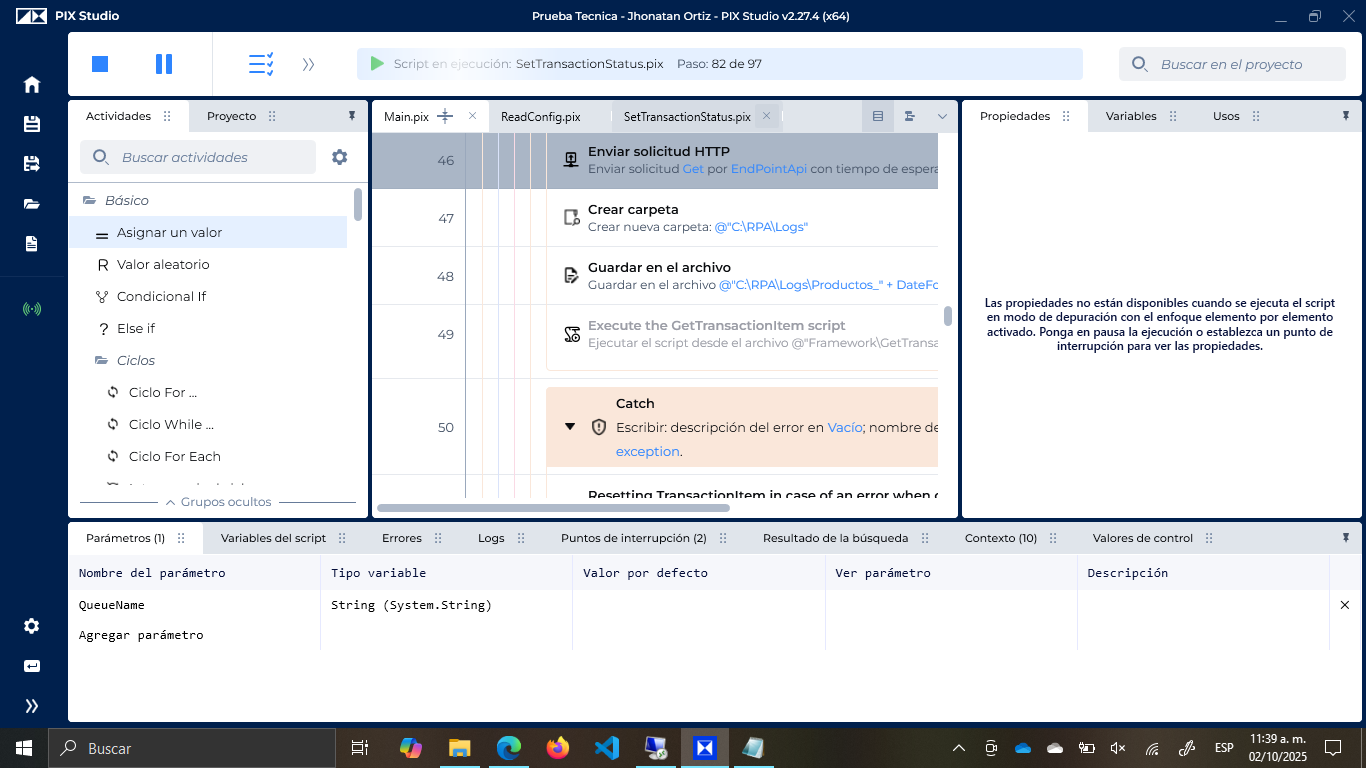 PIX Studio
Prueba Tecnica - Jhonatan Ortiz - PIX Studio v2.27.4 (x64)
Script en ejecución: SetTransactionStatus.pix Paso: 82 de 97
Buscar en el proyecto
Actividades
Proyecto
Buscar actividades
Básico
Asignar un valor
Valor aleatorio
Condicional If
Else if
Ciclos
Ciclo For ...
Ciclo While ...
Ciclo For Each
Grupos ocultos
Main.pix
ReadConfig.pix
SetTransactionStatus.pix
46
Enviar solicitud HTTP
Enviar solicitud Get por EndPointApi con tiempo de espera
47
Crear carpeta
Crear nueva carpeta: @"C:\RPA\Logs"
48
Guardar en el archivo
Guardar en el archivo @"C:\RPA\Logs\Productos_" + DateFo
49
Execute the GetTransactionItem script
Ejecutar el script desde el archivo @"Framework\GetTransa
50
Catch
Escribir: descripción del error en Vacío; nombre de
exception.
Resetting TransactionItem in case of an error when
Propiedades
Variables
Usos
Las propiedades no están disponibles cuando se ejecuta el script
en modo de depuración con el enfoque elemento por elemento
activado. Ponga en pausa la ejecución o establezca un punto de
interrupción para ver las propiedades.
Parámetros (1)
Variables del script
Errores
Logs
Puntos de interrupción (2)
Resultado de la búsqueda
Contexto (10)
Valores de control
Nombre del parámetro
Tipo variable
Valor por defecto
Ver parámetro
Descripción
QueueName
String (System.String)
Agregar parámetro
Buscar
ESP
11:39 a. m.
02/10/2025